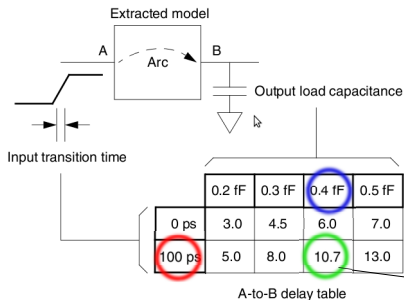 Extracted model
A
Arc
B
Output load capacitance
Input transition time
0.2 fF 0.3 fF 0.4 fF 0.5 fF
0 ps 3.0 4.5 6.0 7.0
100 ps 5.0 8.0 10.7 13.0
A-to-B delay table